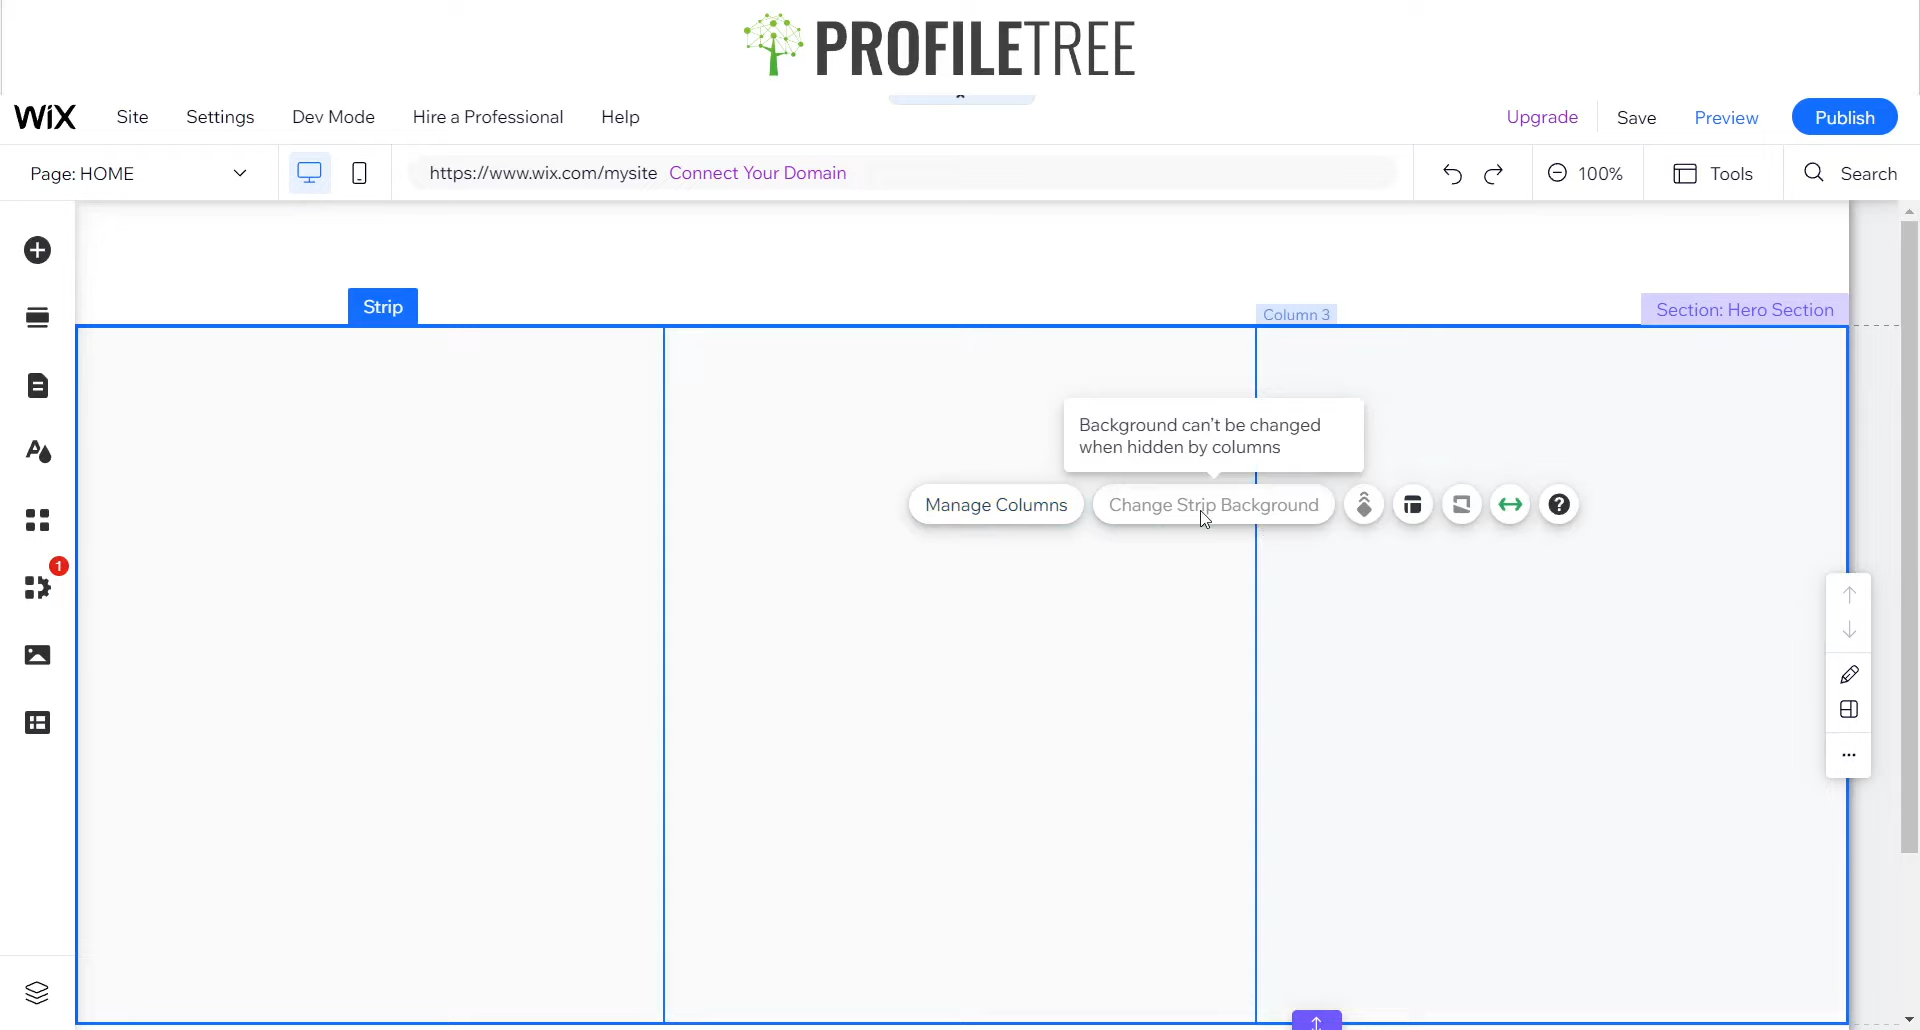 PROFILETREE
WiX Site Settings Dev Mode Hire a Professional Help Upgrade Save Preview Publish
Page: HOME https://www.wix.com/mysite Connect Your Domain 100% Tools Search
Strip Column 3 Section: Hero Section
Background can't be changed
when hidden by columns
Manage Columns Change Strip Background ?
1